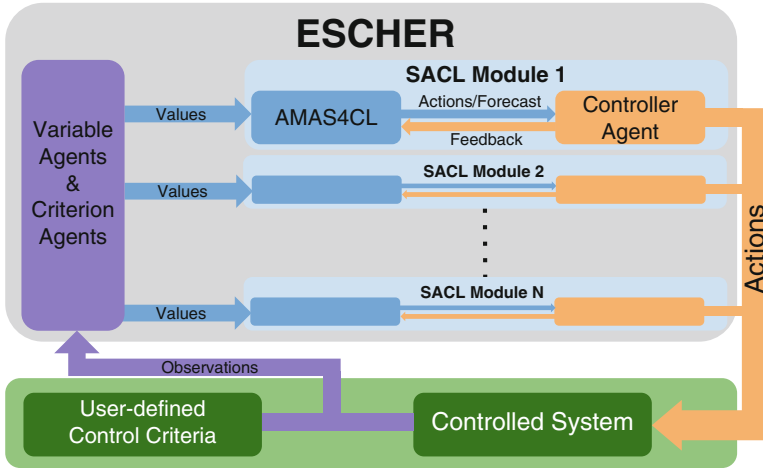 ESCHER
SACL Module 1
Variable
Agents
&
Criterion
Agents
Values
AMAS4CL
Actions/Forecast
Feedback
Controller
Agent
Values
SACL Module 2
Values
SACL Module N
Actions
Observations
User-defined
Control Criteria
Controlled System